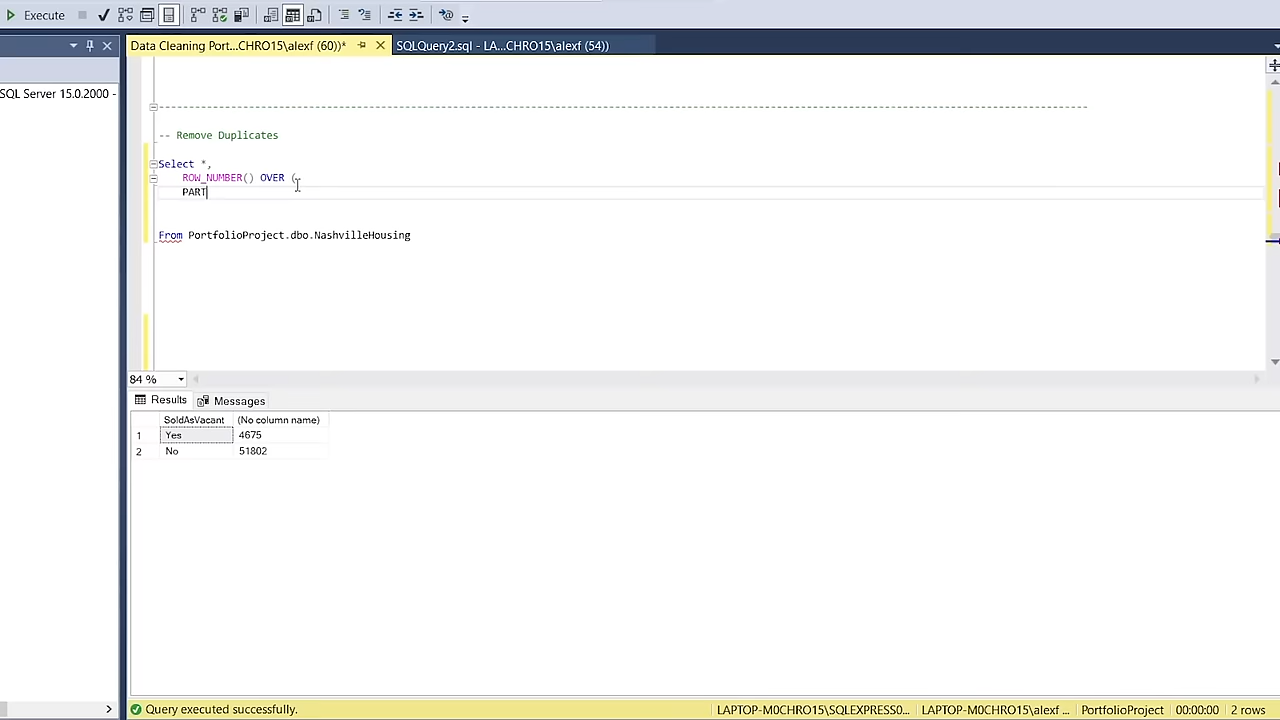 Execute
Data Cleaning Port...CHRO15\alexf (60))*
SQLQuery2.sql - LA...CHRO15\alexf (54))
SQL Server 15.0.2000 -
-- Remove Duplicates
Select *,
ROW_NUMBER() OVER (
PART
From PortfolioProject.dbo.NashvilleHousing
84 %
Results
Messages
SoldAsVacant (No column name)
1 Yes 4675
2 No 51802
Query executed successfully.
LAPTOP-M0CHRO15\SQLEXPRESS0... LAPTOP-M0CHRO15\alexf ... PortfolioProject 00:00:00 2 rows